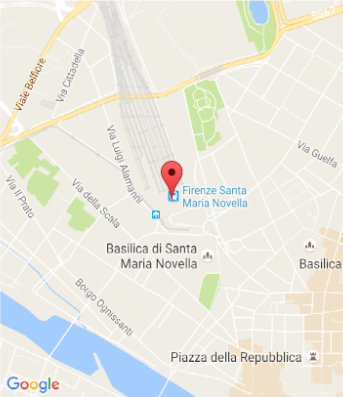 SS67
Via Cittadella
Viale Belfiore
Via Luigi Alamanni
Via Guelfa
Firenze Santa
Maria Novella
Via Il Prato
Via della Scala
Basilica di Santa
Maria Novella
Basilica
Borgo Ognissanti
Piazza della Repubblica
Google